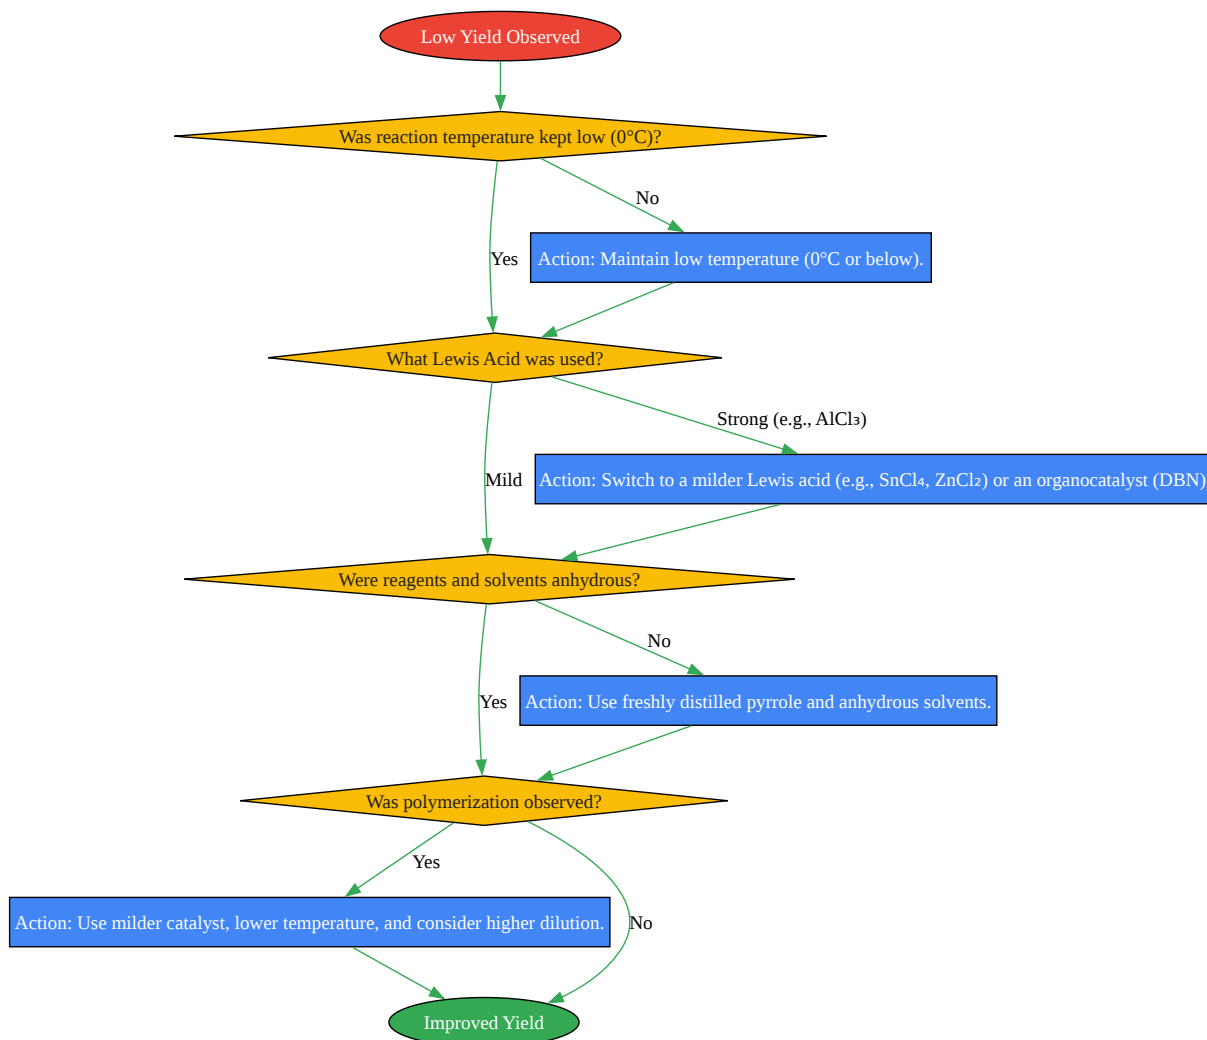 Low Yield Observed
Was reaction temperature kept low (0°C)?
No
Yes
Action: Maintain low temperature (0°C or below).
What Lewis Acid was used?
Strong (e.g., AlCl₃)
Mild
Action: Switch to a milder Lewis acid (e.g., SnCl₄, ZnCl₂) or an organocatalyst (DBN)
Were reagents and solvents anhydrous?
No
Yes
Action: Use freshly distilled pyrrole and anhydrous solvents.
Was polymerization observed?
Yes
Action: Use milder catalyst, lower temperature, and consider higher dilution.
No
Improved Yield